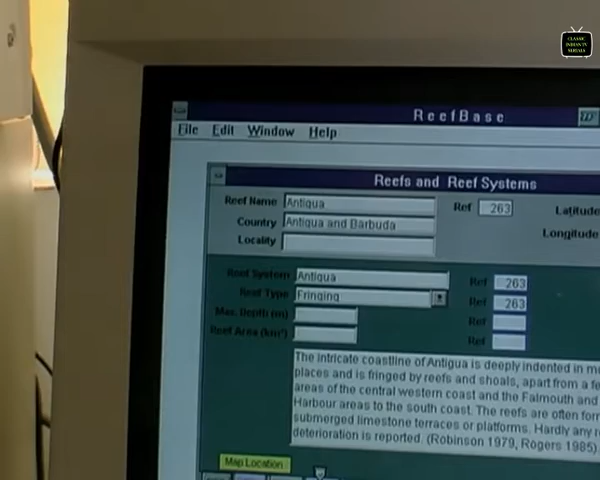 CLASSIC
INDIAN TV
SERIALS
ReefBase
File Edit Window Help
Reefs and Reef Systems
Reef Name Antigua Ref 263 Latitude
Country Antigua and Barbuda Longitude
Locality
Reef System Antigua Ref 263
Reef Type Fringing Ref 263
Max. Depth (m) Ref
Reef Area (km²) Ref
The intricate coastline of Antigua is deeply indented in
places and is fringed by reefs and shoals, apart from a
areas of the central western coast and the Falmouth and
Harbour areas to the south coast. The reefs are often
submerged limestone terraces or platforms. Hardly any
deterioration is reported. (Robinson 1979, Rogers 1985).
Map Location